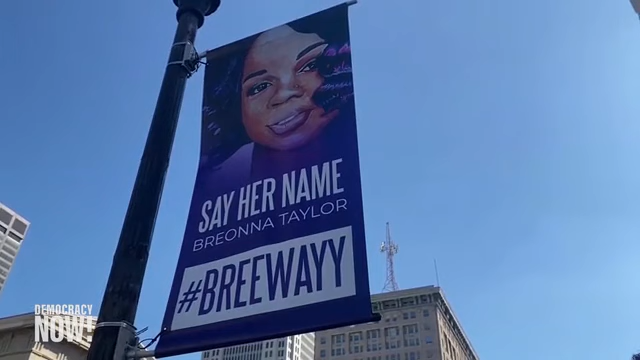 SAY HER NAME
BREONNA TAYLOR
#BREEWAYY
DEMOCRACY
NOW!